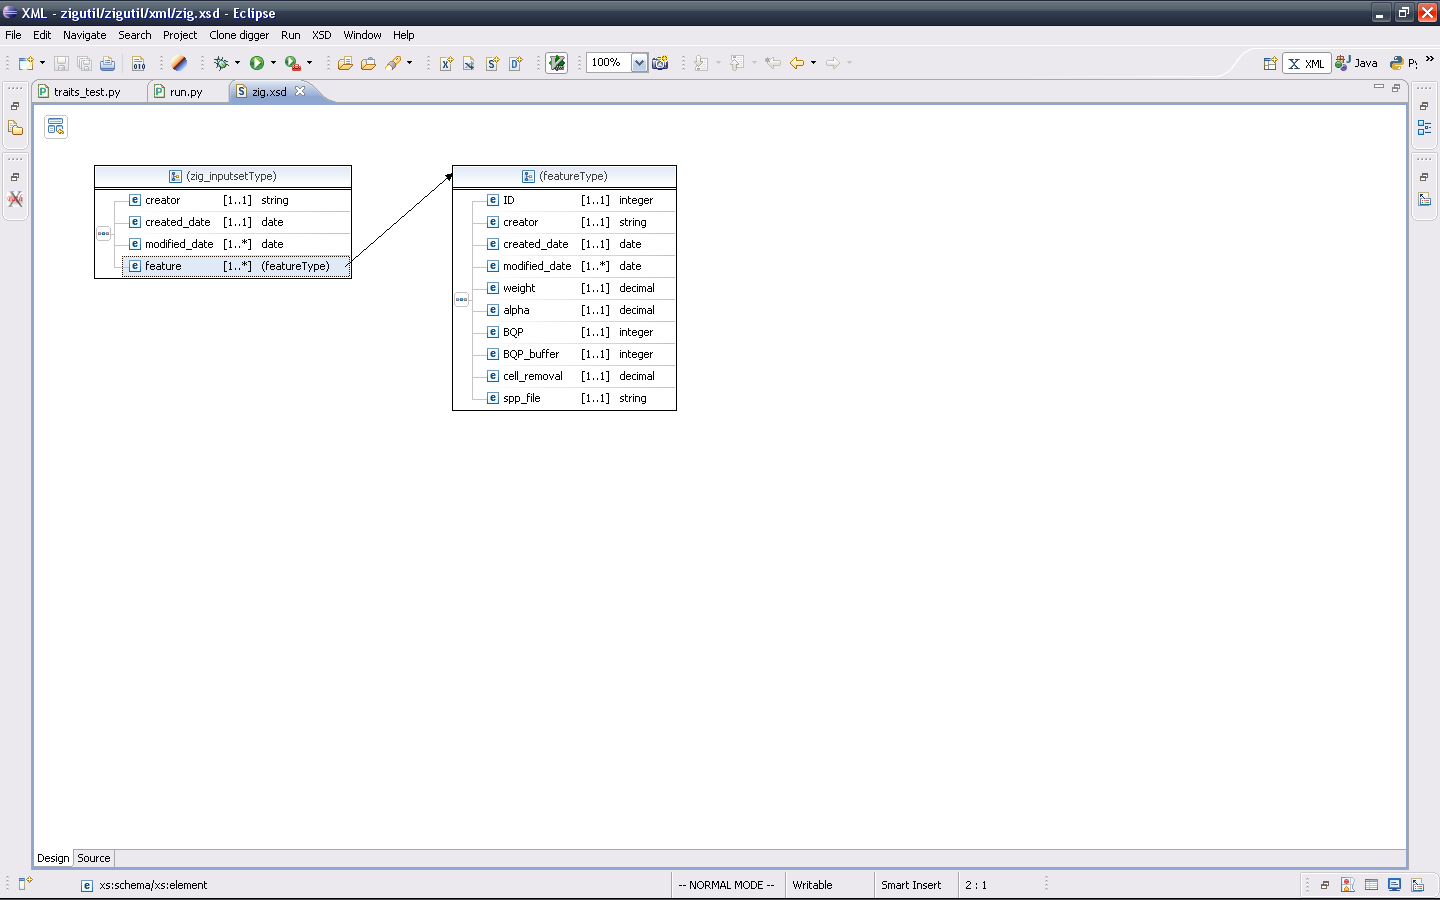 XML - zigutil/zigutil/xml/zig.xsd - Eclipse
File Edit Navigate Search Project Clone digger Run XSD Window Help
100% XML Java
traits_test.py run.py zig.xsd
(zig_inputsetType)
creator [1..1] string
created_date [1..1] date
modified_date [1..*] date
feature [1..*] (featureType)
(featureType)
ID [1..1] integer
creator [1..1] string
created_date [1..1] date
modified_date [1..*] date
weight [1..1] decimal
alpha [1..1] decimal
BQP [1..1] integer
BQP_buffer [1..1] integer
cell_removal [1..1] decimal
spp_file [1..1] string
Design Source
xs:schema/xs:element -- NORMAL MODE -- Writable Smart Insert 2 : 1